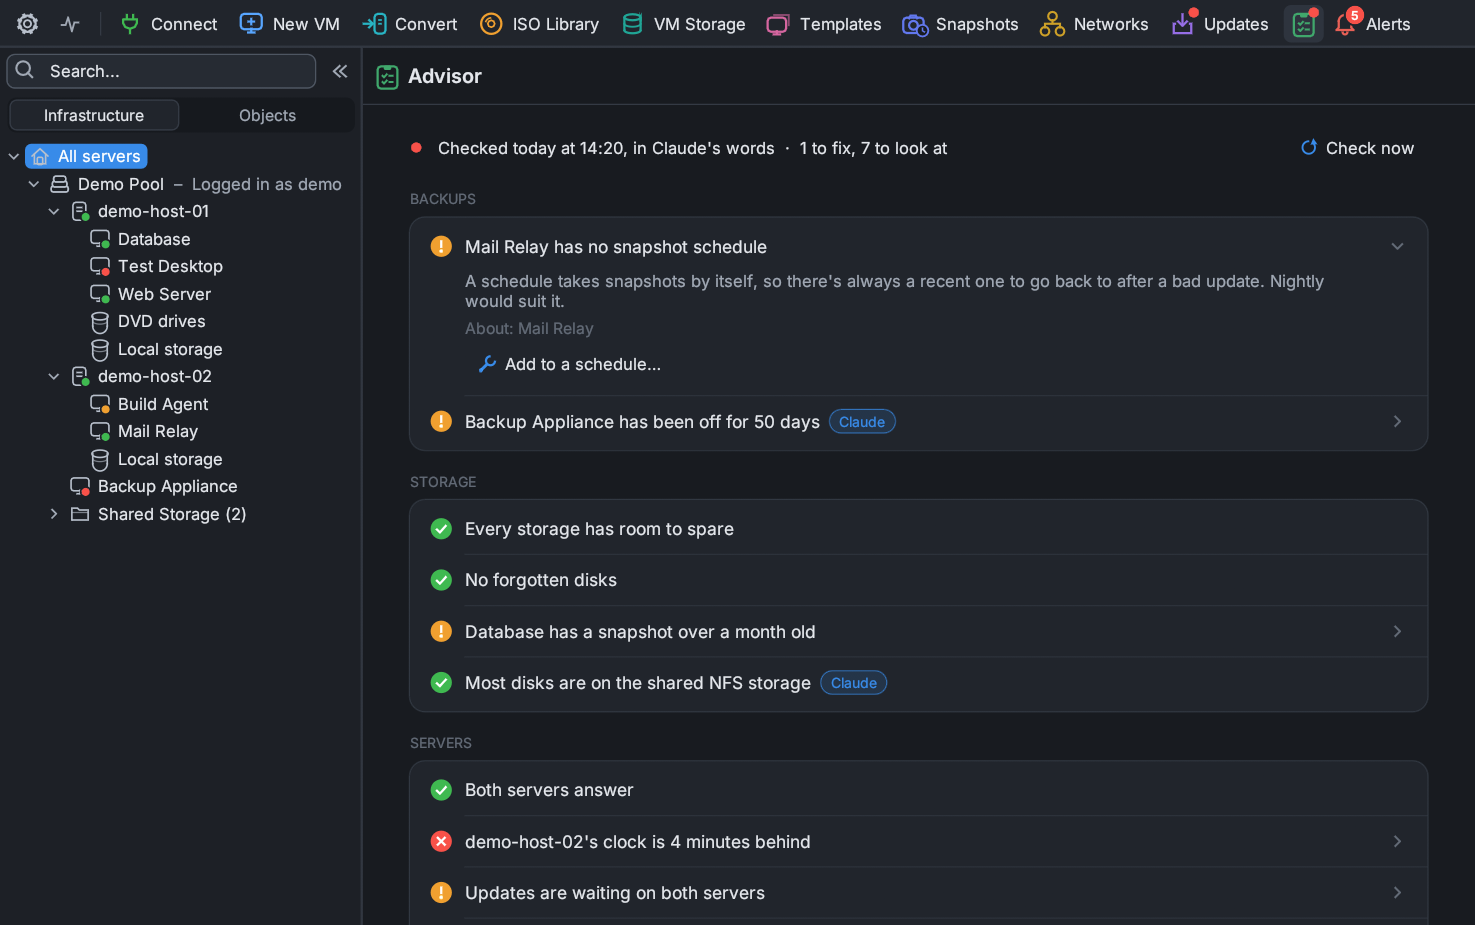 Connect
New VM
Convert
ISO Library
VM Storage
Templates
Snapshots
Networks
Updates
5
Alerts
Search...
Infrastructure
Objects
All servers
Demo Pool – Logged in as demo
demo-host-01
Database
Test Desktop
Web Server
DVD drives
Local storage
demo-host-02
Build Agent
Mail Relay
Local storage
Backup Appliance
Shared Storage (2)
Advisor
Checked today at 14:20, in Claude's words · 1 to fix, 7 to look at
Check now
BACKUPS
Mail Relay has no snapshot schedule
A schedule takes snapshots by itself, so there's always a recent one to go back to after a bad update. Nightly
would suit it.
About: Mail Relay
Add to a schedule...
Backup Appliance has been off for 50 days Claude
STORAGE
Every storage has room to spare
No forgotten disks
Database has a snapshot over a month old
Most disks are on the shared NFS storage Claude
SERVERS
Both servers answer
demo-host-02's clock is 4 minutes behind
Updates are waiting on both servers